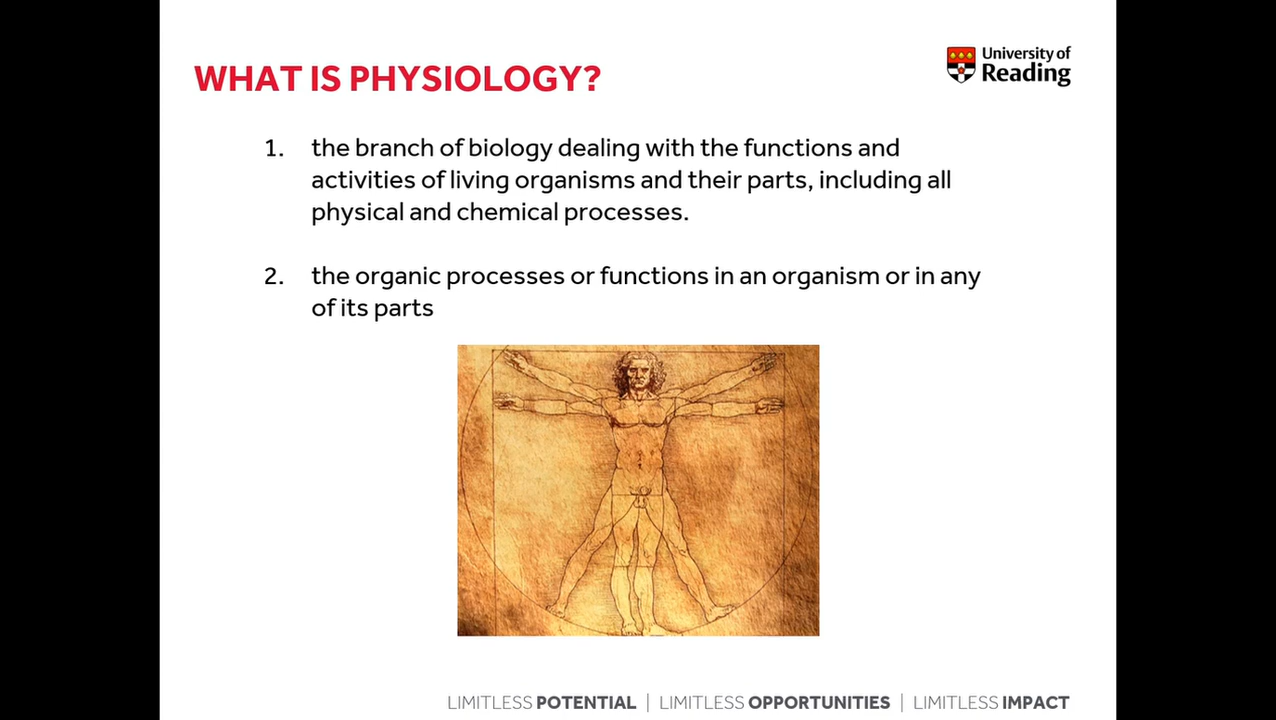 WHAT IS PHYSIOLOGY?
University of
Reading
1. the branch of biology dealing with the functions and
activities of living organisms and their parts, including all
physical and chemical processes.
2. the organic processes or functions in an organism or in any
of its parts
LIMITLESS POTENTIAL | LIMITLESS OPPORTUNITIES | LIMITLESS IMPACT